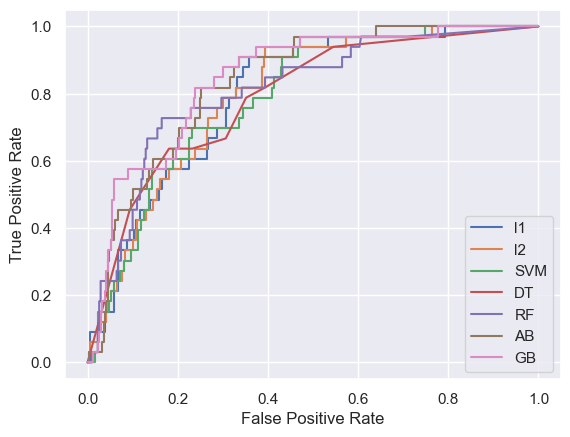 1.0
0.8
0.6
0.4
0.2
0.0
True Positive Rate
l1
l2
SVM
DT
RF
AB
GB
0.0 0.2 0.4 0.6 0.8 1.0
False Positive Rate